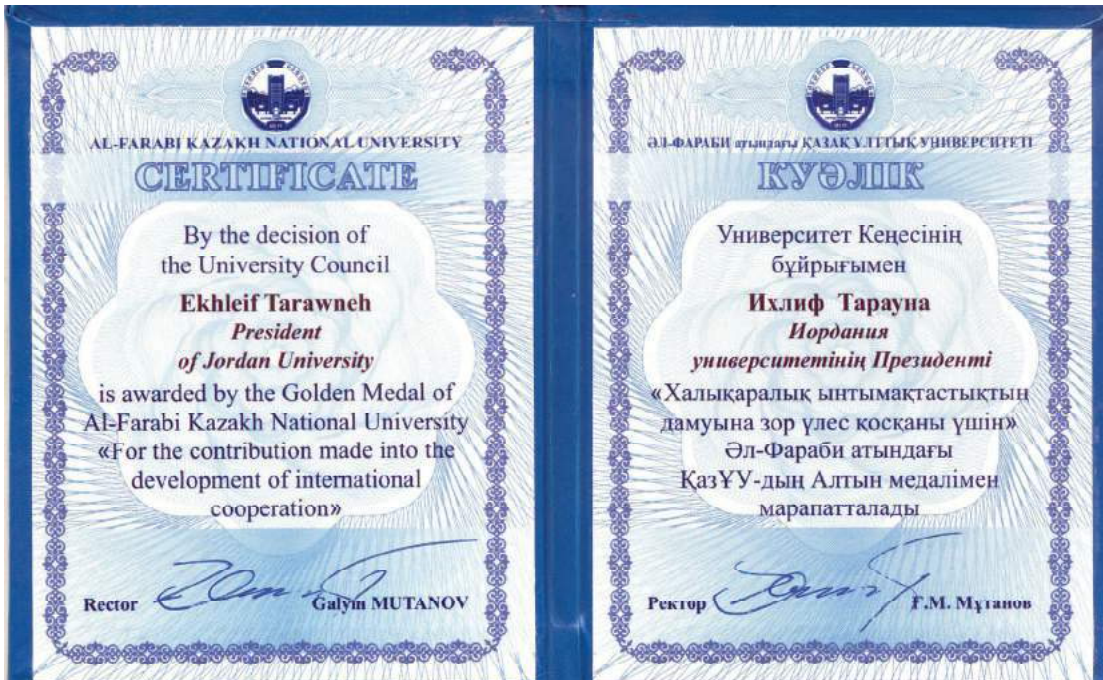 AL-FARABI KAZAKH NATIONAL UNIVERSITY
CERTIFICATE
By the decision of
the University Council
Ekhleif Tarawneh
President
of Jordan University
is awarded by the Golden Medal of
Al-Farabi Kazakh National University
«For the contribution made into the
development of international
cooperation»
Rector Galym MUTANOV
ӘЛ-ФАРАБИ атындағы ҚАЗАҚ ҰЛТТЫҚ УНИВЕРСИТЕТІ
КУӘЛІК
Университет Кеңесінің
бұйрығымен
Ихлиф Тарауна
Иордания
университетінің Президенті
«Халықаралық ынтымақтастықтың
дамуына зор үлес қосқаны үшін»
Әл-Фараби атындағы
ҚазҰУ-дың Алтын медалімен
марапатталады
Ректор Ғ.М. Мұтанов